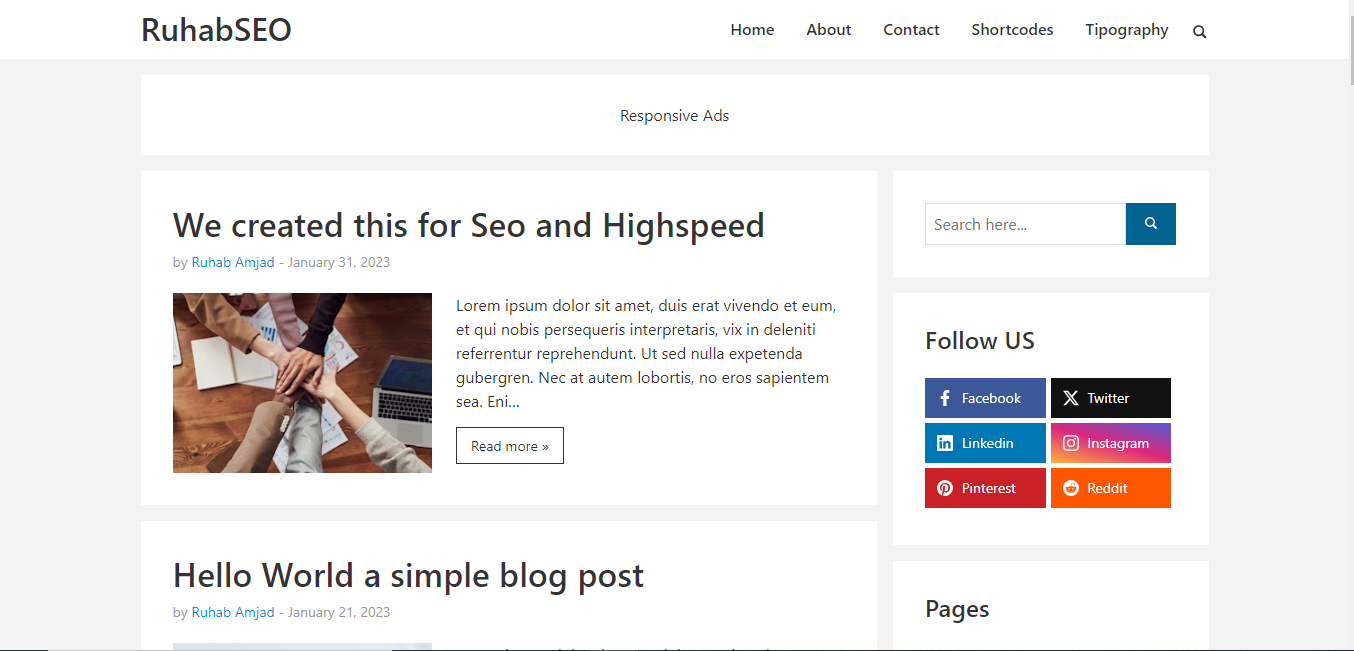 RuhabSEO
Home About Contact Shortcodes Tipography
Responsive Ads
We created this for Seo and Highspeed
by Ruhab Amjad - January 31, 2023
Lorem ipsum dolor sit amet, duis erat vivendo et eum,
et qui nobis persequeris interpretaris, vix in deleniti
referrentur reprehendunt. Ut sed nulla expetenda
gubergren. Nec at autem lobortis, no eros sapientem
sea. Eni...
Read more »
Hello World a simple blog post
by Ruhab Amjad - January 21, 2023
Search here...
Follow US
Facebook Twitter
Linkedin Instagram
Pinterest Reddit
Pages